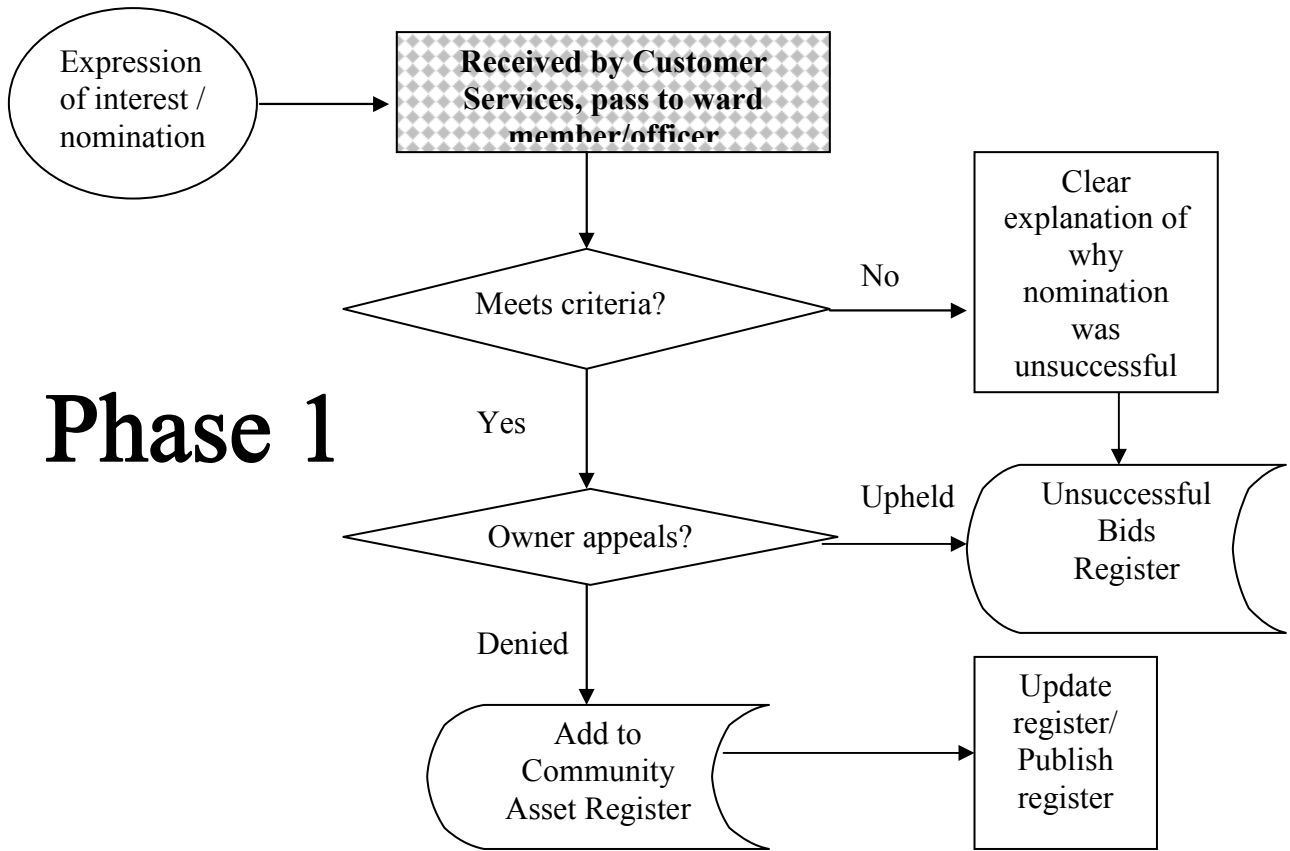 Expression
of interest /
nomination
Received by Customer
Services, pass to ward
member/officer
Clear
explanation of
why
nomination
was
unsuccessful
No
Meets criteria?
Phase 1
Yes
Upheld
Unsuccessful
Bids
Register
Owner appeals?
Denied
Add to
Community
Asset Register
Update
register/
Publish
register